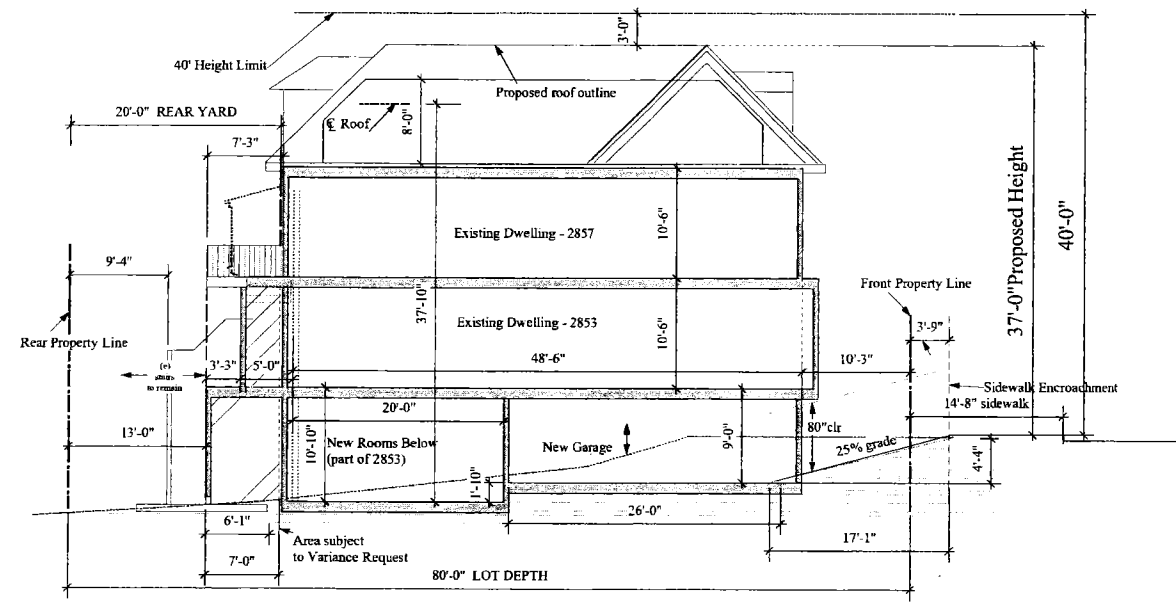 3'-0"
40' Height Limit
Proposed roof outline
20'-0" REAR YARD
℄ Roof
8'-0"
7'-3"
37'-0"Proposed Height
40'-0"
Existing Dwelling - 2857
10'-6"
9'-4"
37'-10"
Front Property Line
Existing Dwelling - 2853
10'-6"
3'-9"
Rear Property Line
48'-6"
10'-3"
(e)
stairs
to remain
3'-3"
5'-0"
Sidewalk Encroachment
14'-8" sidewalk
20'-0"
13'-0"
10'-10"
New Rooms Below
(part of 2853)
New Garage
9'-0"
80"clr
25% grade
4'-4"
1'-10"
26'-0"
6'-1"
Area subject
to Variance Request
17'-1"
7'-0"
80'-0" LOT DEPTH